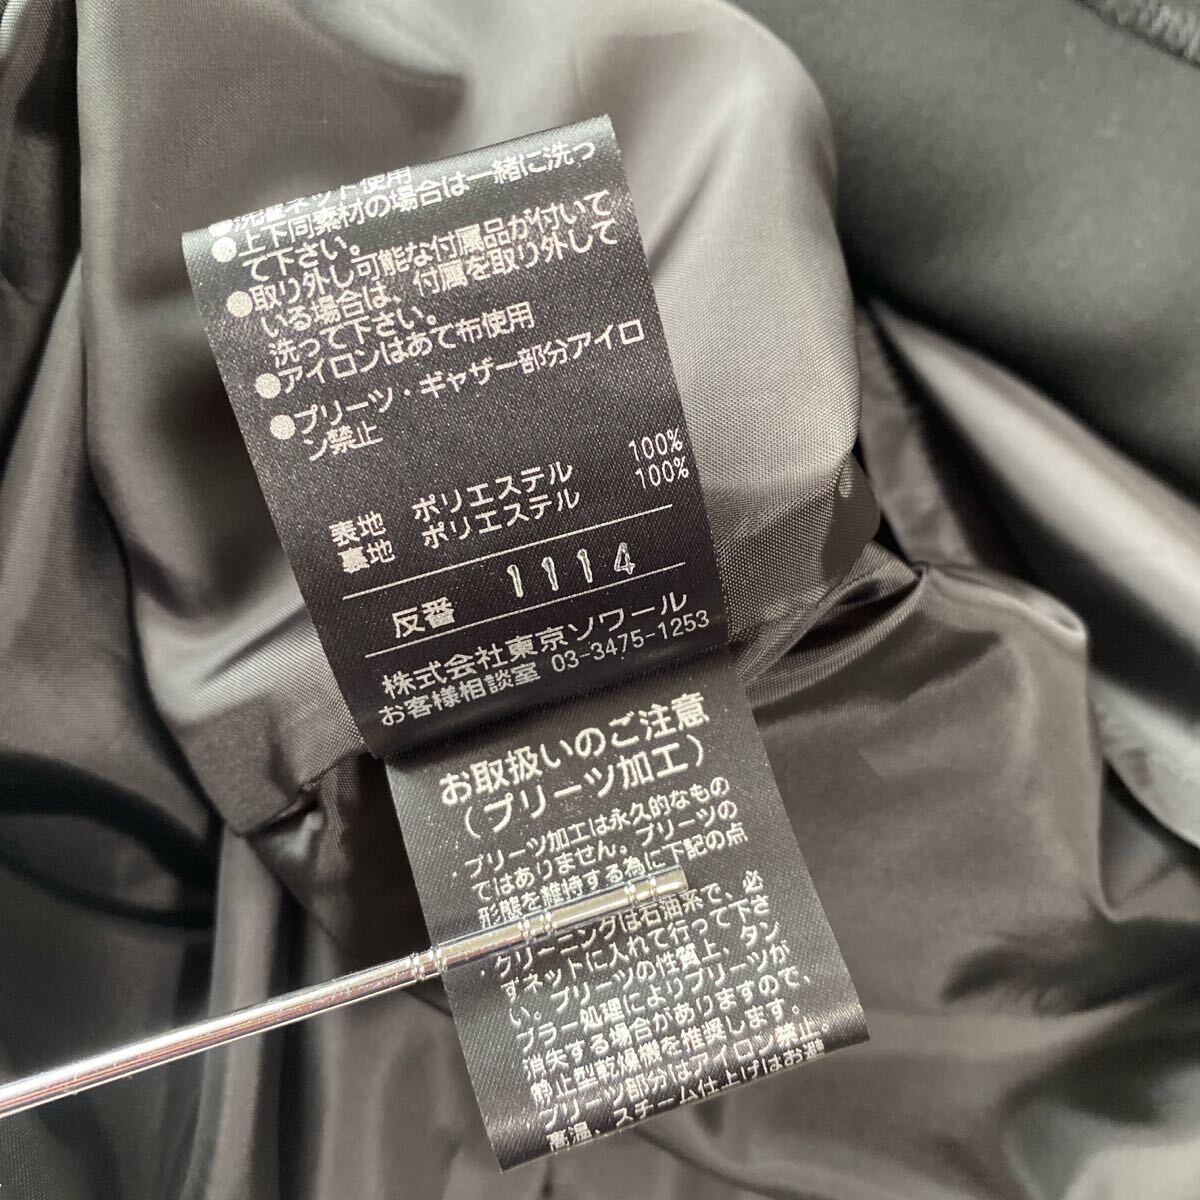 ●洗濯ネット使用
●上下同素材の場合は一緒に洗っ
て下さい。
●取り外し可能な付属品が付いて
いる場合は、付属を取り外して
洗って下さい。
●アイロンはあて布使用
●プリーツ・ギャザー部分アイロ
ン禁止
表地 ポリエステル 100%
裏地 ポリエステル 100%
反番 1114
株式会社東京ソワール
お客様相談室 03-3475-1253
お取扱いのご注意
(プリーツ加工)
・プリーツ加工は永久的なもの
ではありません。プリーツの
形態を維持する為に下記の点
・クリーニングは石油系で、必
ずネットに入れて行って下さ
い。プリーツの性質上、タン
ブラー処理によりプリーツが
消失する場合がありますので、
静止型乾燥機を推奨します。
プリーツ部分はアイロン禁止。
高温、スチーム仕上げはお避